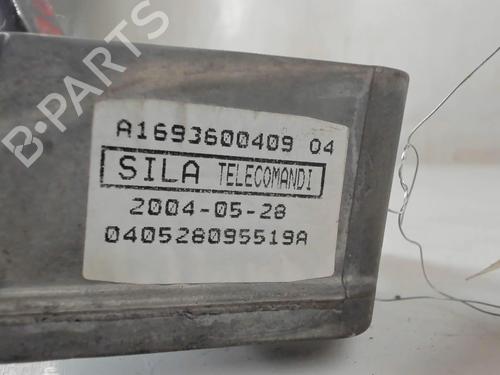 A1693600409 04
SILA TELECOMANDI
2004-05-28
040528095519A
B-PARTS